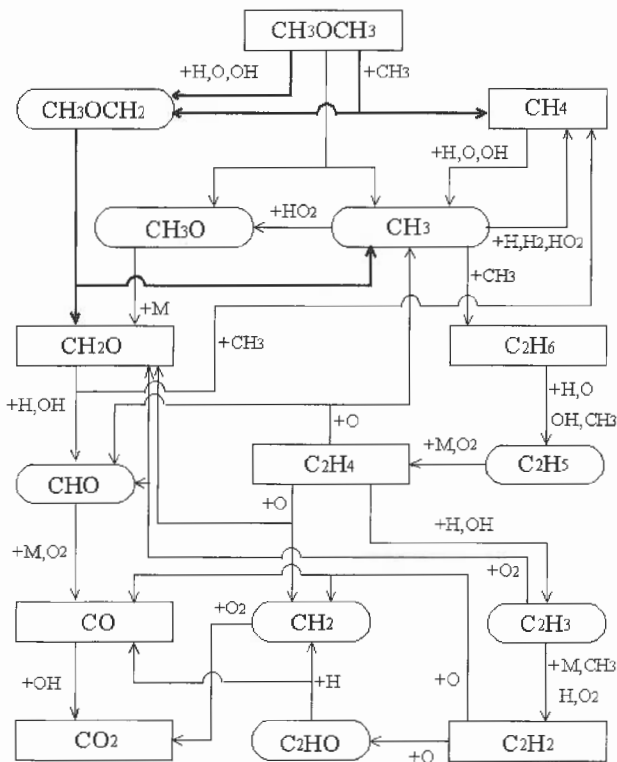 CH3OCH3
+H,O,OH
+CH3
CH3OCH2
CH4
+H,O,OH
CH3O
+HO2
CH3
+H,H2,HO2
+CH3
+M
CH2O
+CH3
C2H6
+H,OH
+H,O
OH,CH3
+O
CHO
C2H4
+M,O2
C2H5
+O
+H,OH
+M,O2
+O2
CO
+O2
CH2
C2H3
+OH
+H
+O
+M,CH3
H,O2
CO2
C2HO
+O
C2H2